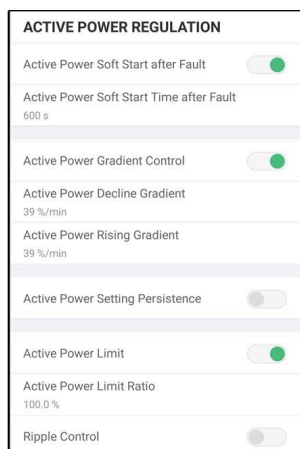 ACTIVE POWER REGULATION
Active Power Soft Start after Fault
Active Power Soft Start Time after Fault
600 s
Active Power Gradient Control
Active Power Decline Gradient
39 %/min
Active Power Rising Gradient
39 %/min
Active Power Setting Persistence
Active Power Limit
Active Power Limit Ratio
100.0 %
Ripple Control